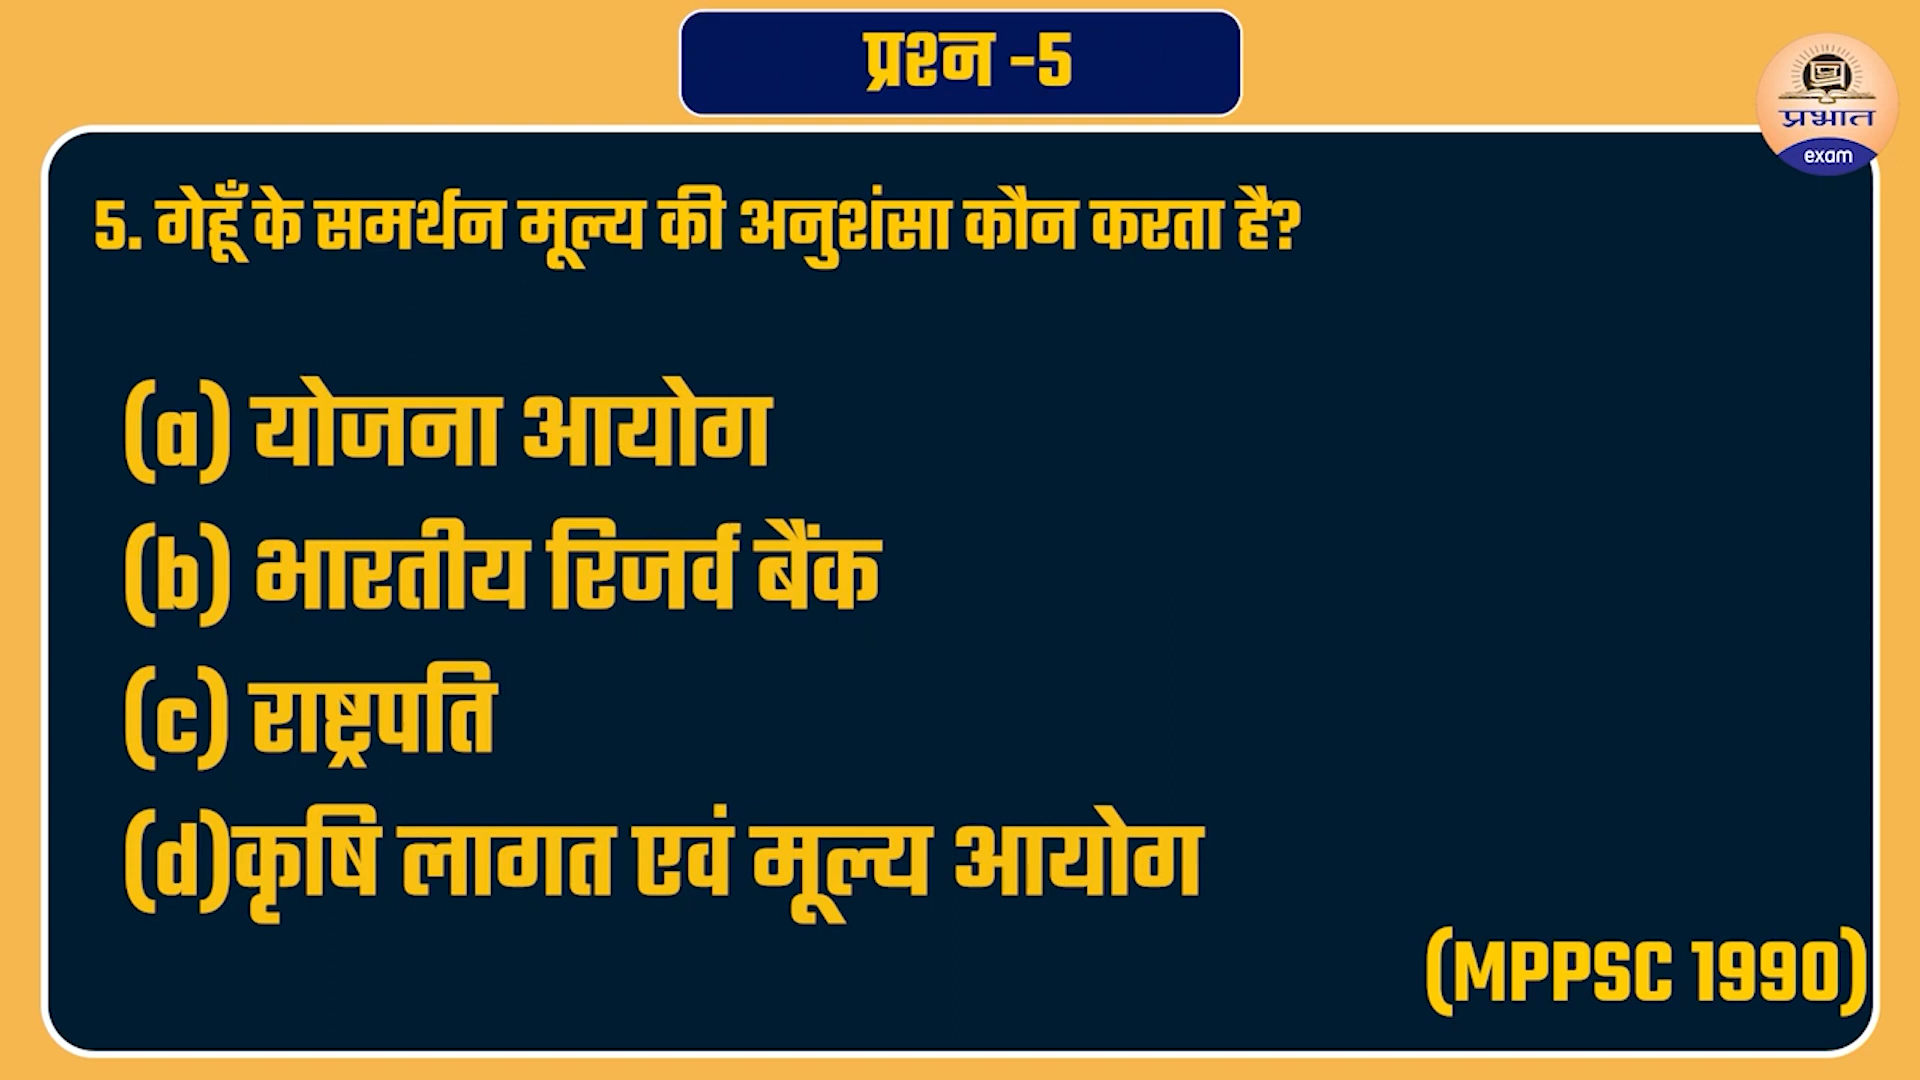 प्रश्न -5
प्रभात
exam
5. गेहूँ के समर्थन मूल्य की अनुशंसा कौन करता है?
(a) योजना आयोग
(b) भारतीय रिजर्व बैंक
(c) राष्ट्रपति
(d)कृषि लागत एवं मूल्य आयोग
(MPPSC 1990)